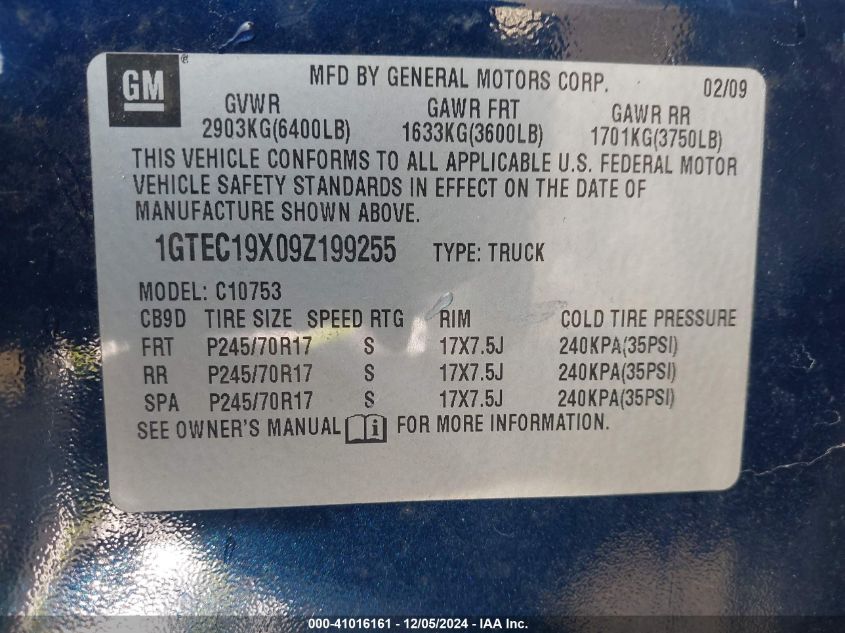 GM ®
MFD BY GENERAL MOTORS CORP. 02/09
GVWR GAWR FRT GAWR RR
2903KG(6400LB) 1633KG(3600LB) 1701KG(3750LB)
THIS VEHICLE CONFORMS TO ALL APPLICABLE U.S. FEDERAL MOTOR
VEHICLE SAFETY STANDARDS IN EFFECT ON THE DATE OF
MANUFACTURE SHOWN ABOVE.
1GTEC19X09Z199255 TYPE: TRUCK
MODEL: C10753
CB9D TIRE SIZE SPEED RTG RIM COLD TIRE PRESSURE
FRT P245/70R17 S 17X7.5J 240KPA(35PSI)
RR P245/70R17 S 17X7.5J 240KPA(35PSI)
SPA P245/70R17 S 17X7.5J 240KPA(35PSI)
SEE OWNER'S MANUAL i FOR MORE INFORMATION.
000-41016161 - 12/05/2024 - IAA Inc.